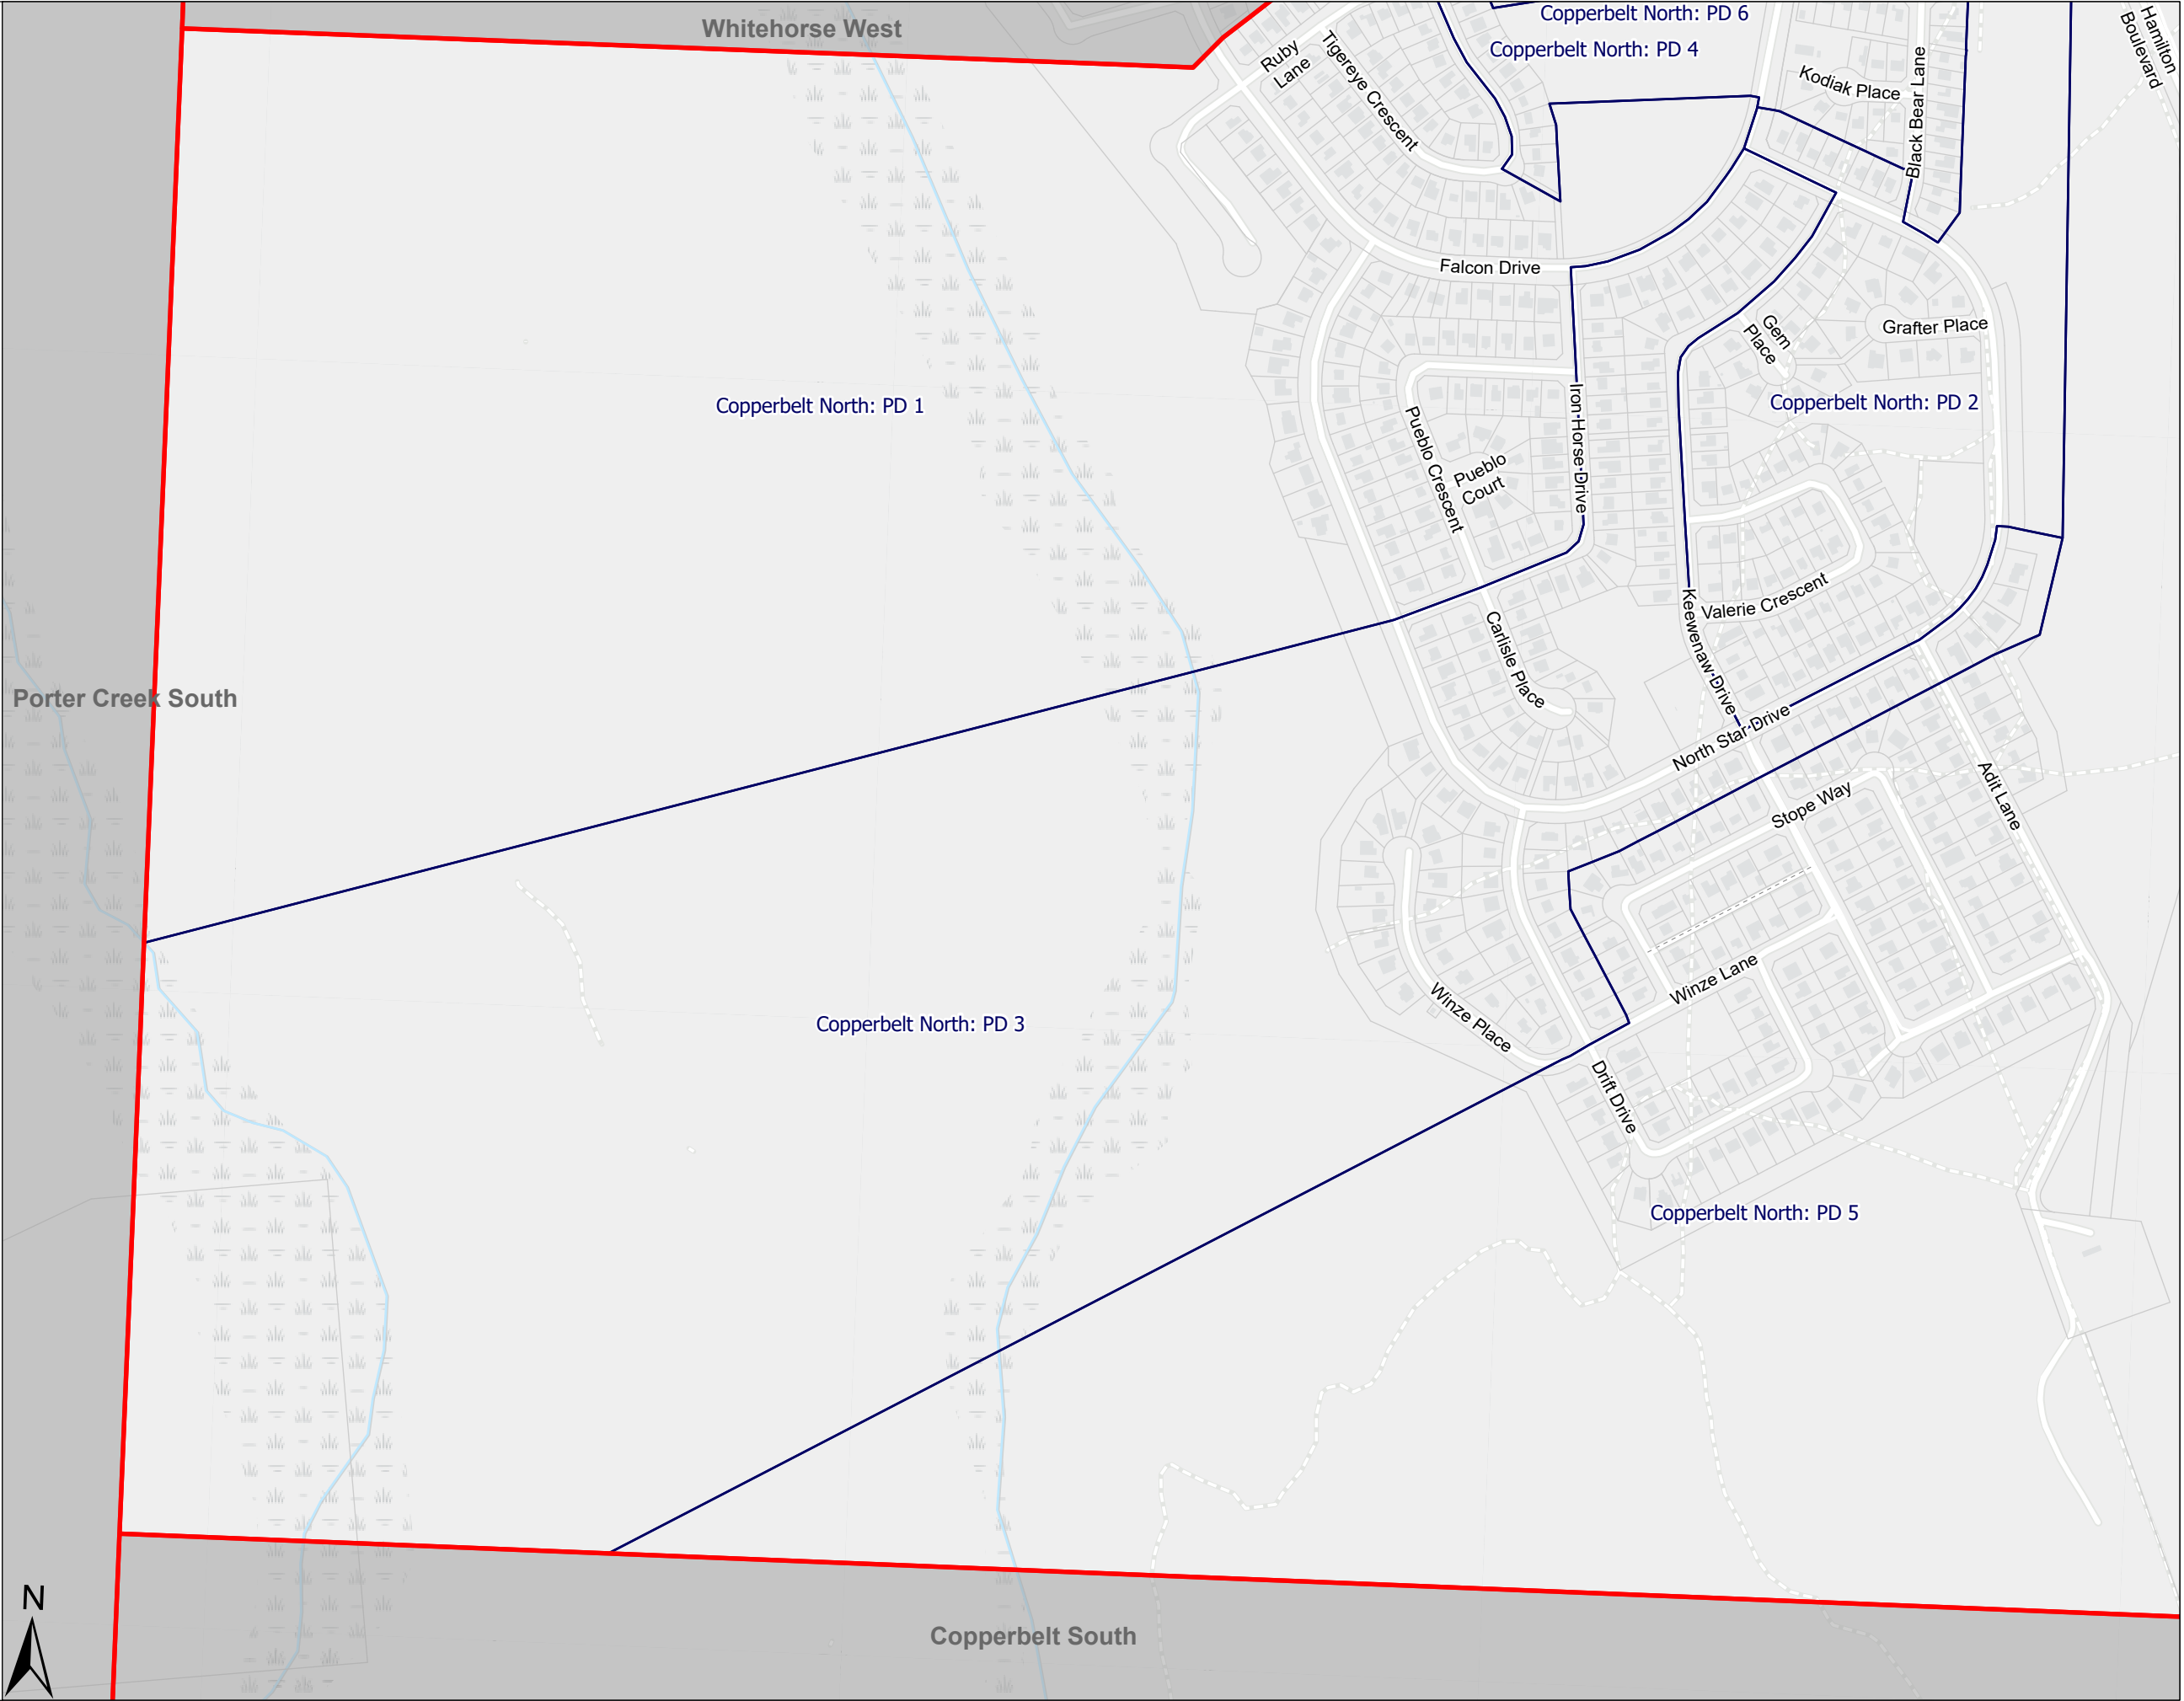 Whitehorse West
Copperbelt North: PD 6
Copperbelt North: PD 4
Hamilton
Boulevard
Ruby
Lane
Tigereye Crescent
Kodiak Place
Black Bear Lane
Falcon Drive
Gem
Place
Grafter Place
Copperbelt North: PD 1
Copperbelt North: PD 2
Iron Horse Drive
Pueblo Crescent
Pueblo
Court
Valerie Crescent
Keewenaw Drive
Carlisle Place
Porter Creek South
North Star Drive
Stope Way
Adit Lane
Winze Lane
Winze Place
Copperbelt North: PD 3
Drift Drive
Copperbelt North: PD 5
N
Copperbelt South